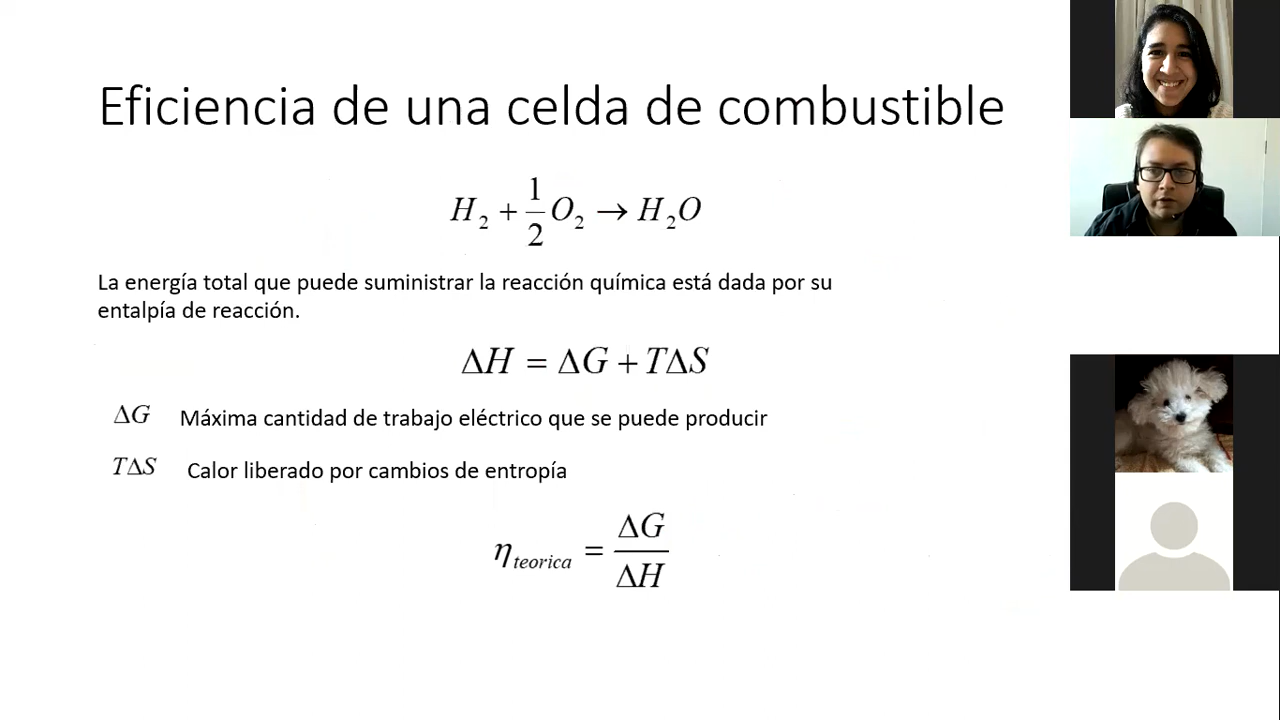 Eficiencia de una celda de combustible
H₂ + 1/2 O₂ → H₂O
La energía total que puede suministrar la reacción química está dada por su
entalpía de reacción.
ΔH = ΔG + TΔS
ΔG Máxima cantidad de trabajo eléctrico que se puede producir
TΔS Calor liberado por cambios de entropía
η_teorica = ΔG/ΔH